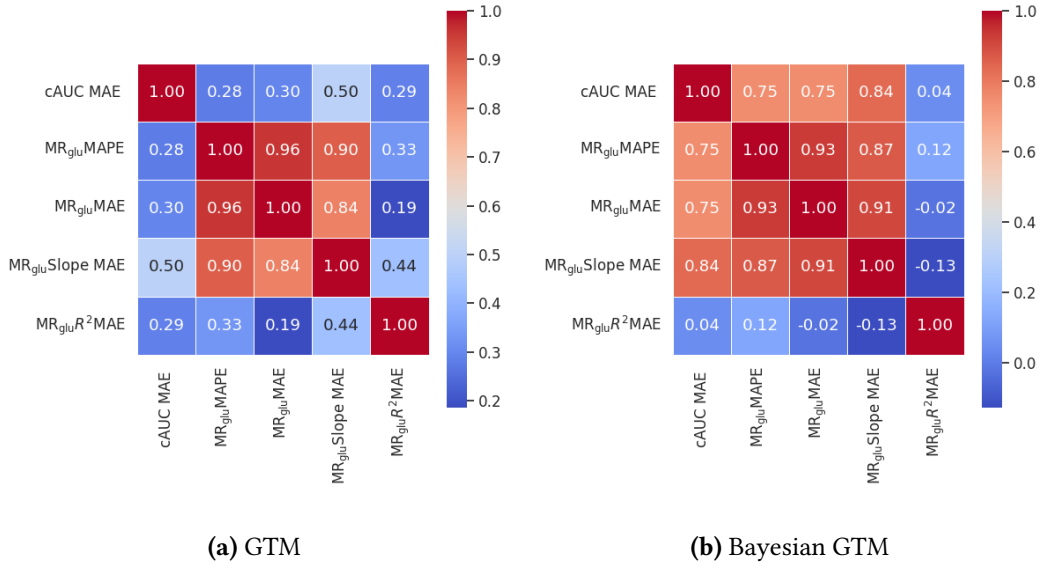 cAUC MAE 1.00 0.28 0.30 0.50 0.29
MRgluMAPE 0.28 1.00 0.96 0.90 0.33
MRgluMAE 0.30 0.96 1.00 0.84 0.19
MRgluSlope MAE 0.50 0.90 0.84 1.00 0.44
MRgluR²MAE 0.29 0.33 0.19 0.44 1.00
cAUC MAE
MRgluMAPE
MRgluMAE
MRgluSlope MAE
MRgluR²MAE
1.0
0.9
0.8
0.7
0.6
0.5
0.4
0.3
0.2
(a) GTM
cAUC MAE 1.00 0.75 0.75 0.84 0.04
MRgluMAPE 0.75 1.00 0.93 0.87 0.12
MRgluMAE 0.75 0.93 1.00 0.91 -0.02
MRgluSlope MAE 0.84 0.87 0.91 1.00 -0.13
MRgluR²MAE 0.04 0.12 -0.02 -0.13 1.00
cAUC MAE
MRgluMAPE
MRgluMAE
MRgluSlope MAE
MRgluR²MAE
1.0
0.8
0.6
0.4
0.2
0.0
(b) Bayesian GTM